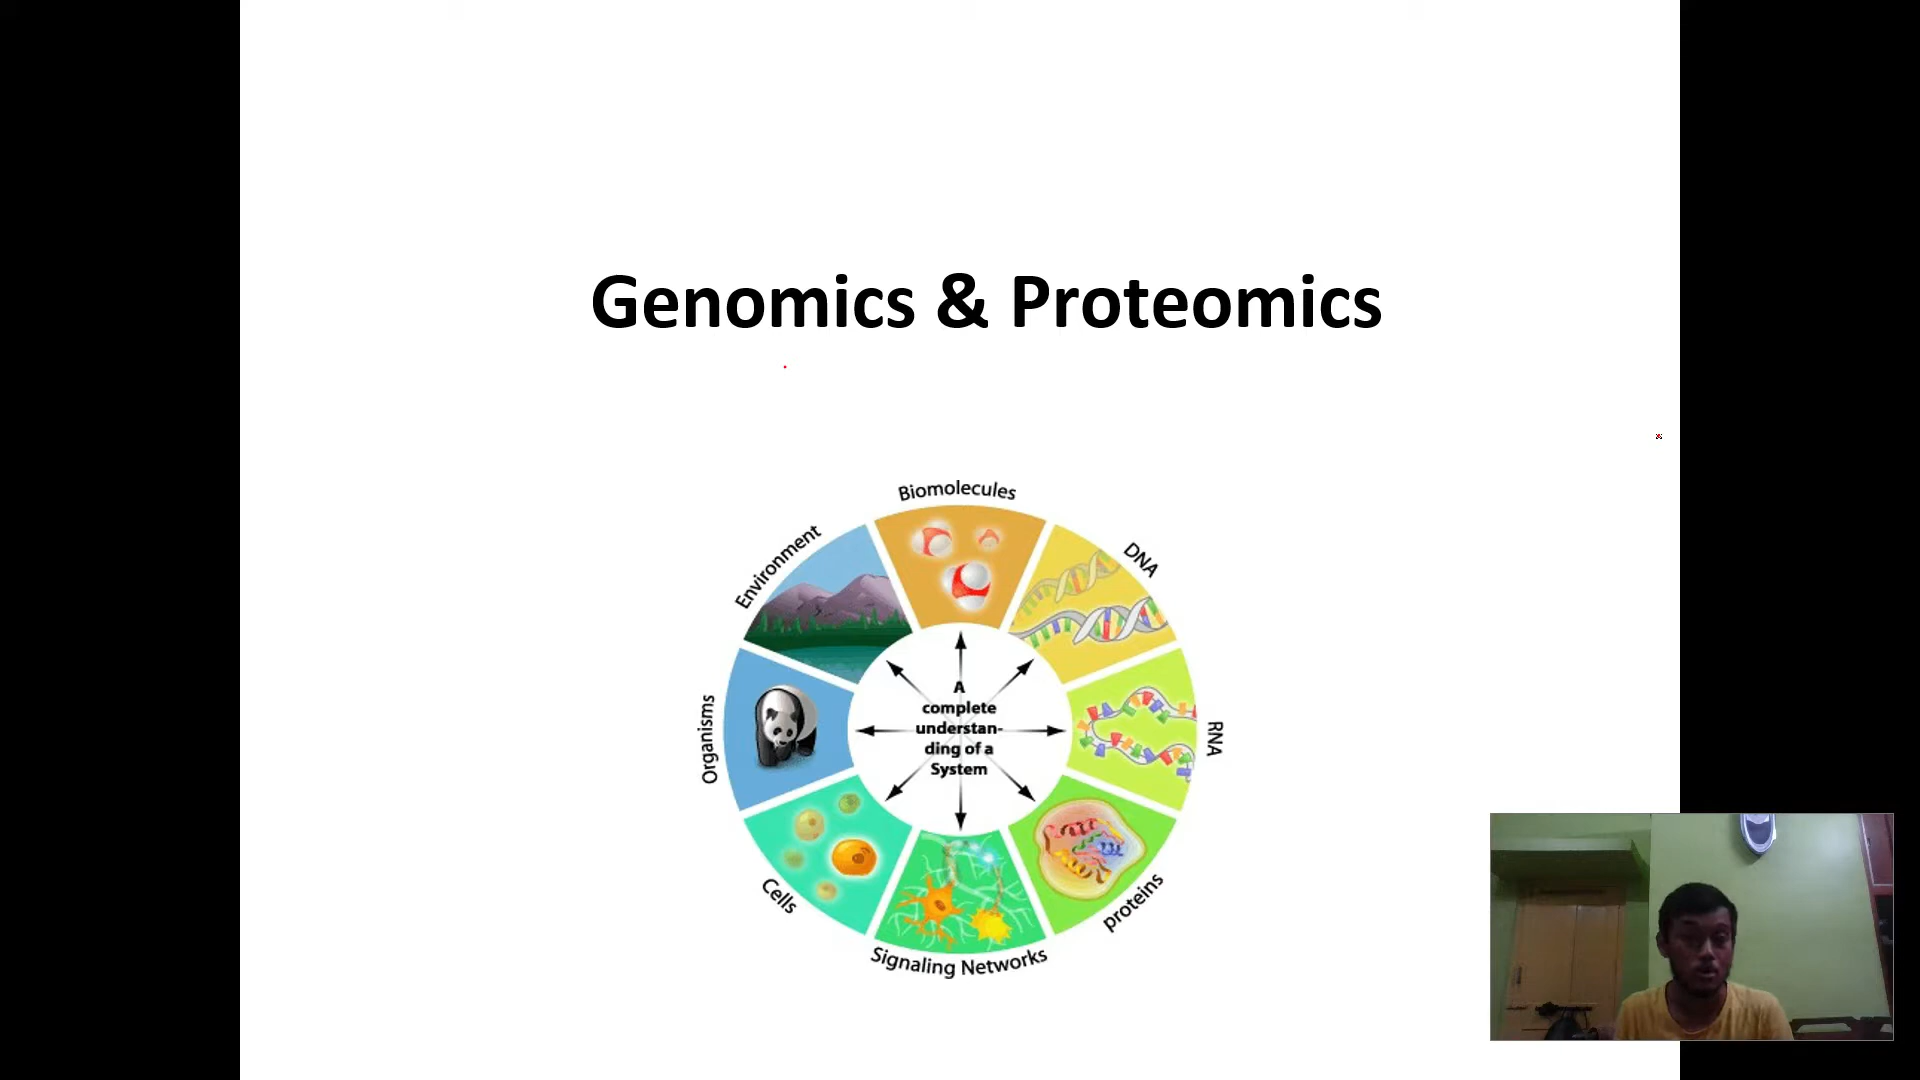 Genomics & Proteomics
Biomolecules
DNA
RNA
proteins
Signaling Networks
Cells
Organisms
Environment
A
complete
understan-
ding of a
System